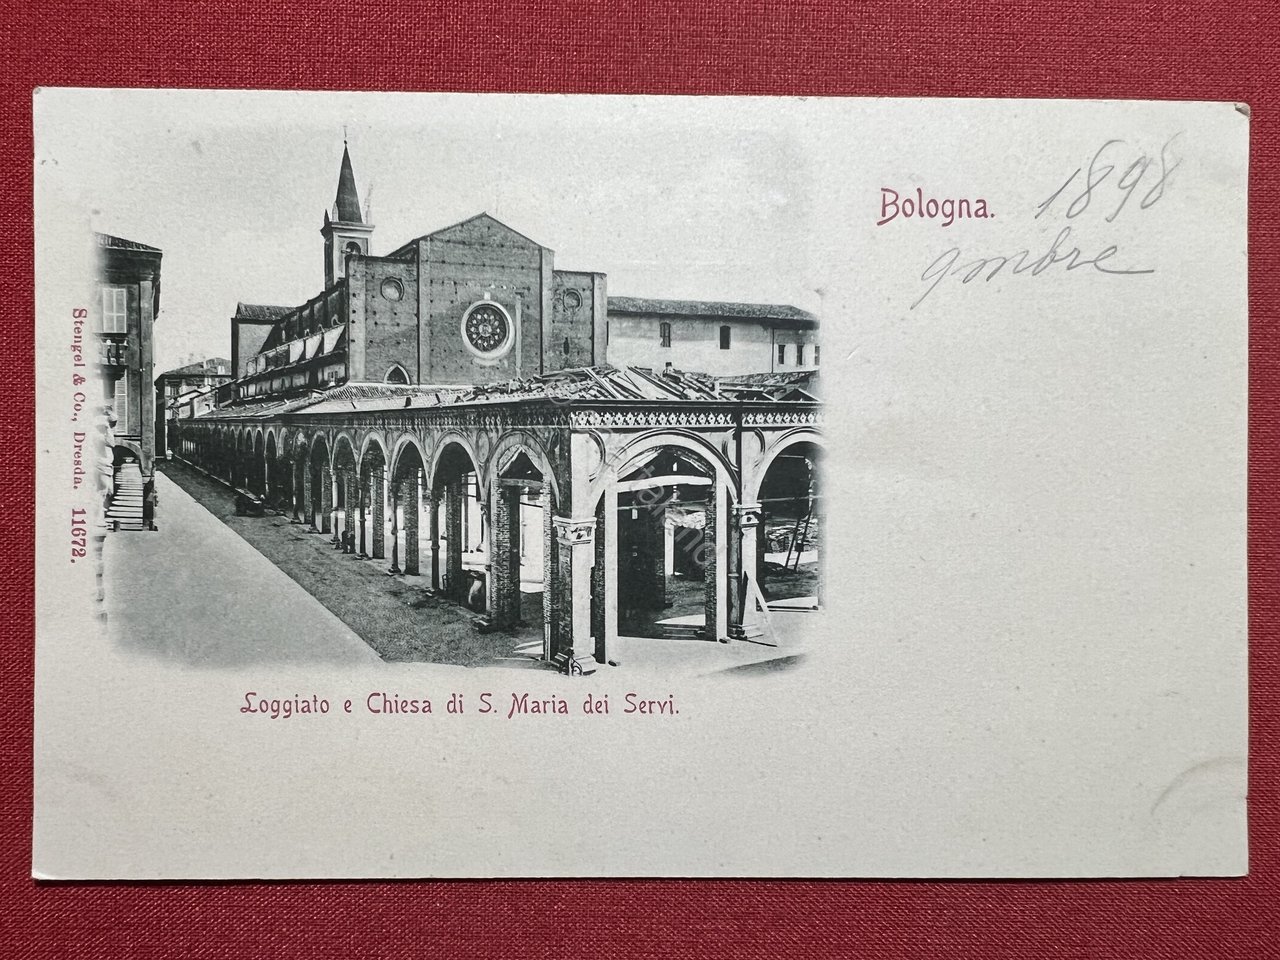 Bologna.
1898
9mbre
Stengel & Co., Dresda. 11672.
Loggiato e Chiesa di S. Maria dei Servi.